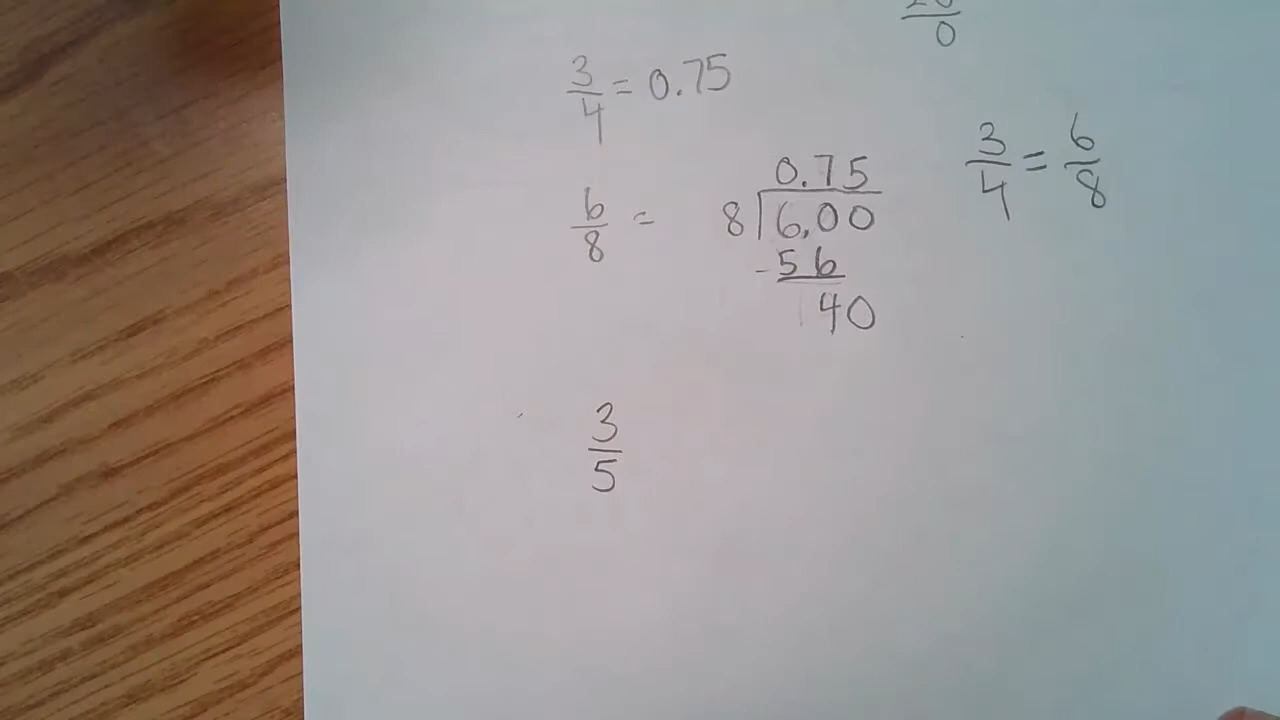 0
3/4 = 0.75
3/4 = 6/8
0.75
6/8 = 8 6.00
- 56
40
3/5